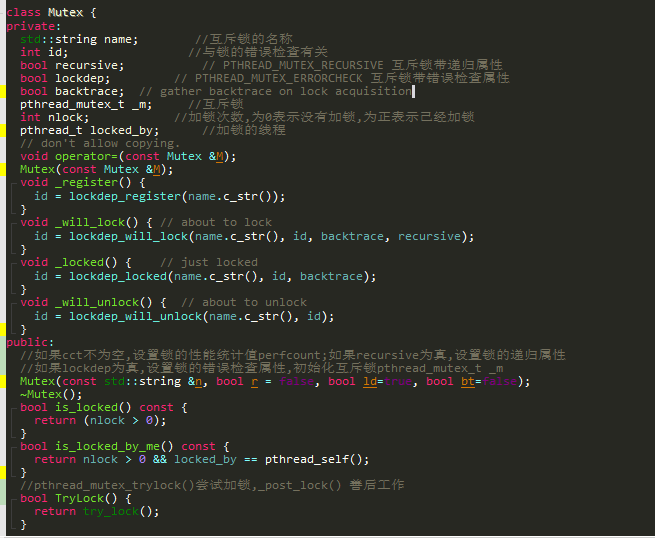 class Mutex {
private:
  std::string name;        //互斥锁的名称
  int id;                 //与锁的错误检查有关
  bool recursive;           // PTHREAD_MUTEX_RECURSIVE 互斥锁带递归属性
  bool lockdep;         // PTHREAD_MUTEX_ERRORCHECK 互斥锁带错误检查属性
  bool backtrace;  // gather backtrace on lock acquisition
  pthread_mutex_t _m;     //互斥锁
  int nlock;            //加锁次数,为0表示没有加锁,为正表示已经加锁
  pthread_t locked_by;      //加锁的线程
  // don't allow copying.
  void operator=(const Mutex &M);
  Mutex(const Mutex &M);
  void _register() {
    id = lockdep_register(name.c_str());
  }
  void _will_lock() { // about to lock
    id = lockdep_will_lock(name.c_str(), id, backtrace, recursive);
  }
  void _locked() {    // just locked
    id = lockdep_locked(name.c_str(), id, backtrace);
  }
  void _will_unlock() {  // about to unlock
    id = lockdep_will_unlock(name.c_str(), id);
  }
public:
  //如果cct不为空,设置锁的性能统计值perfcount;如果recursive为真,设置锁的递归属性
  //如果lockdep为真,设置锁的错误检查属性,初始化互斥锁pthread_mutex_t _m
  Mutex(const std::string &n, bool r = false, bool ld=true, bool bt=false);
  ~Mutex();
  bool is_locked() const {
    return (nlock > 0);
  }
  bool is_locked_by_me() const {
    return nlock > 0 && locked_by == pthread_self();
  }
  //pthread_mutex_trylock()尝试加锁,_post_lock() 善后工作
  bool TryLock() {
    return try_lock();
  }